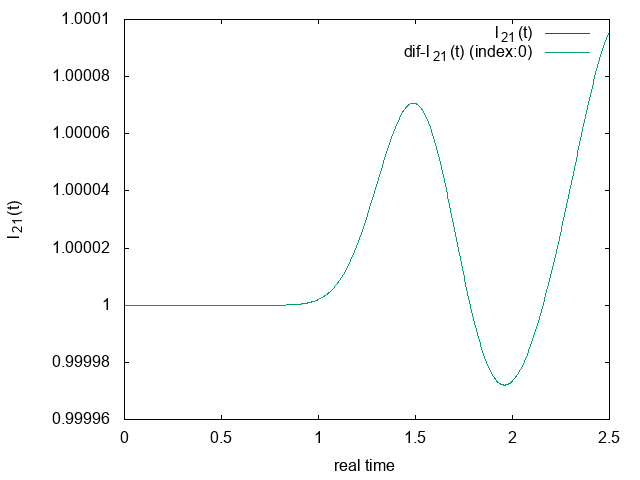 I21(t)
dif-I21(t) (index:0)
1.0001
1.00008
1.00006
1.00004
1.00002
1
0.99998
0.99996
I21(t)
0 0.5 1 1.5 2 2.5
real time